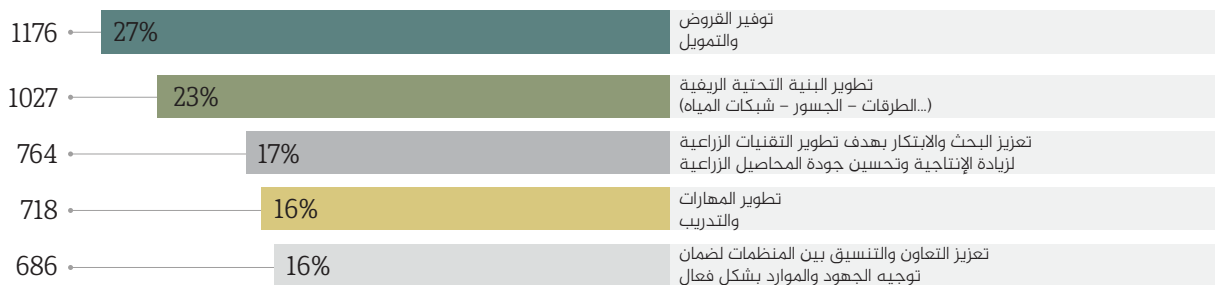 توفير القروض
والتمويل
27%
1176
تطوير البنية التحتية الريفية
(...الطرقات – الجسور – شبكات المياه)
23%
1027
تعزيز البحث والابتكار بهدف تطوير التقنيات الزراعية
لزيادة الإنتاجية وتحسين جودة المحاصيل الزراعية
17%
764
تطوير المهارات
والتدريب
16%
718
تعزيز التعاون والتنسيق بين المنظمات لضمان
توجيه الجهود والموارد بشكل فعال
16%
686